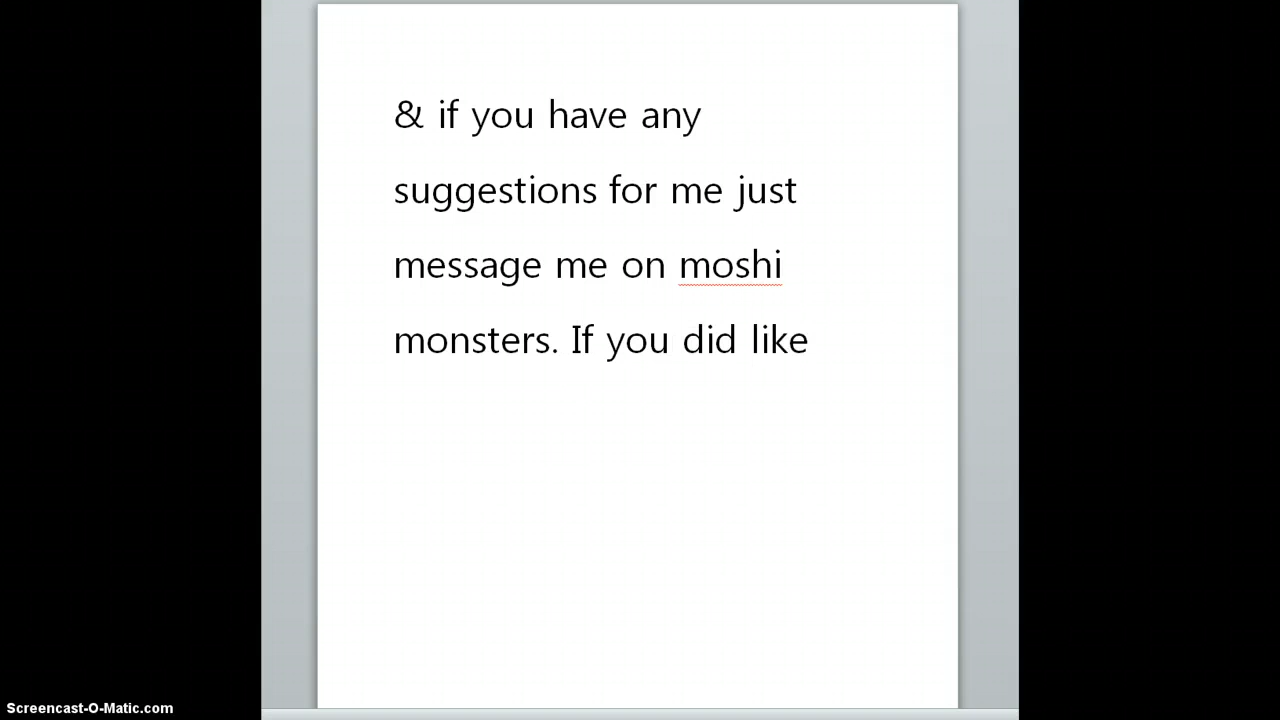 & if you have any
suggestions for me just
message me on moshi
monsters. If you did like
Screencast-O-Matic.com